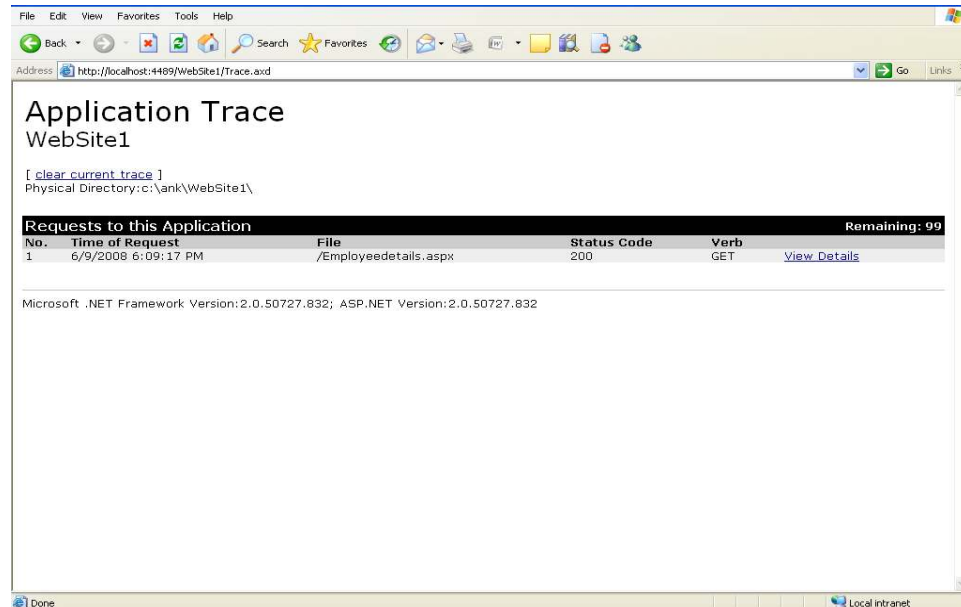 File Edit View Favorites Tools Help
Back Search Favorites
Address http://localhost:4489/WebSite1/Trace.axd Go Links
Application Trace
WebSite1
[ clear current trace ]
Physical Directory:c:\ank\WebSite1\
Requests to this Application Remaining: 99
No. Time of Request File Status Code Verb
1 6/9/2008 6:09:17 PM /Employeedetails.aspx 200 GET View Details
Microsoft .NET Framework Version:2.0.50727.832; ASP.NET Version:2.0.50727.832
Done Local intranet